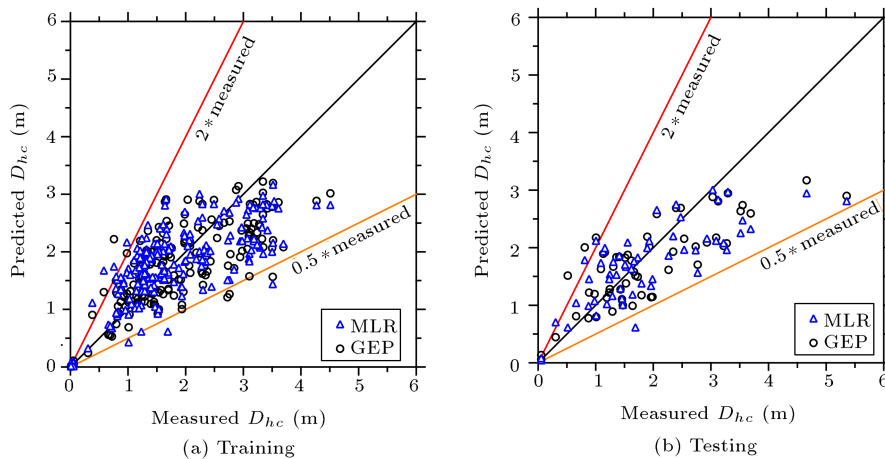 6
5
4
3
2
1
0
0 1 2 3 4 5 6
Predicted D_hc (m)
Measured D_hc (m)
2 * measured
0.5 * measured
MLR
GEP
(a) Training
6
5
4
3
2
1
0
0 1 2 3 4 5 6
Predicted D_hc (m)
Measured D_hc (m)
2 * measured
0.5 * measured
MLR
GEP
(b) Testing